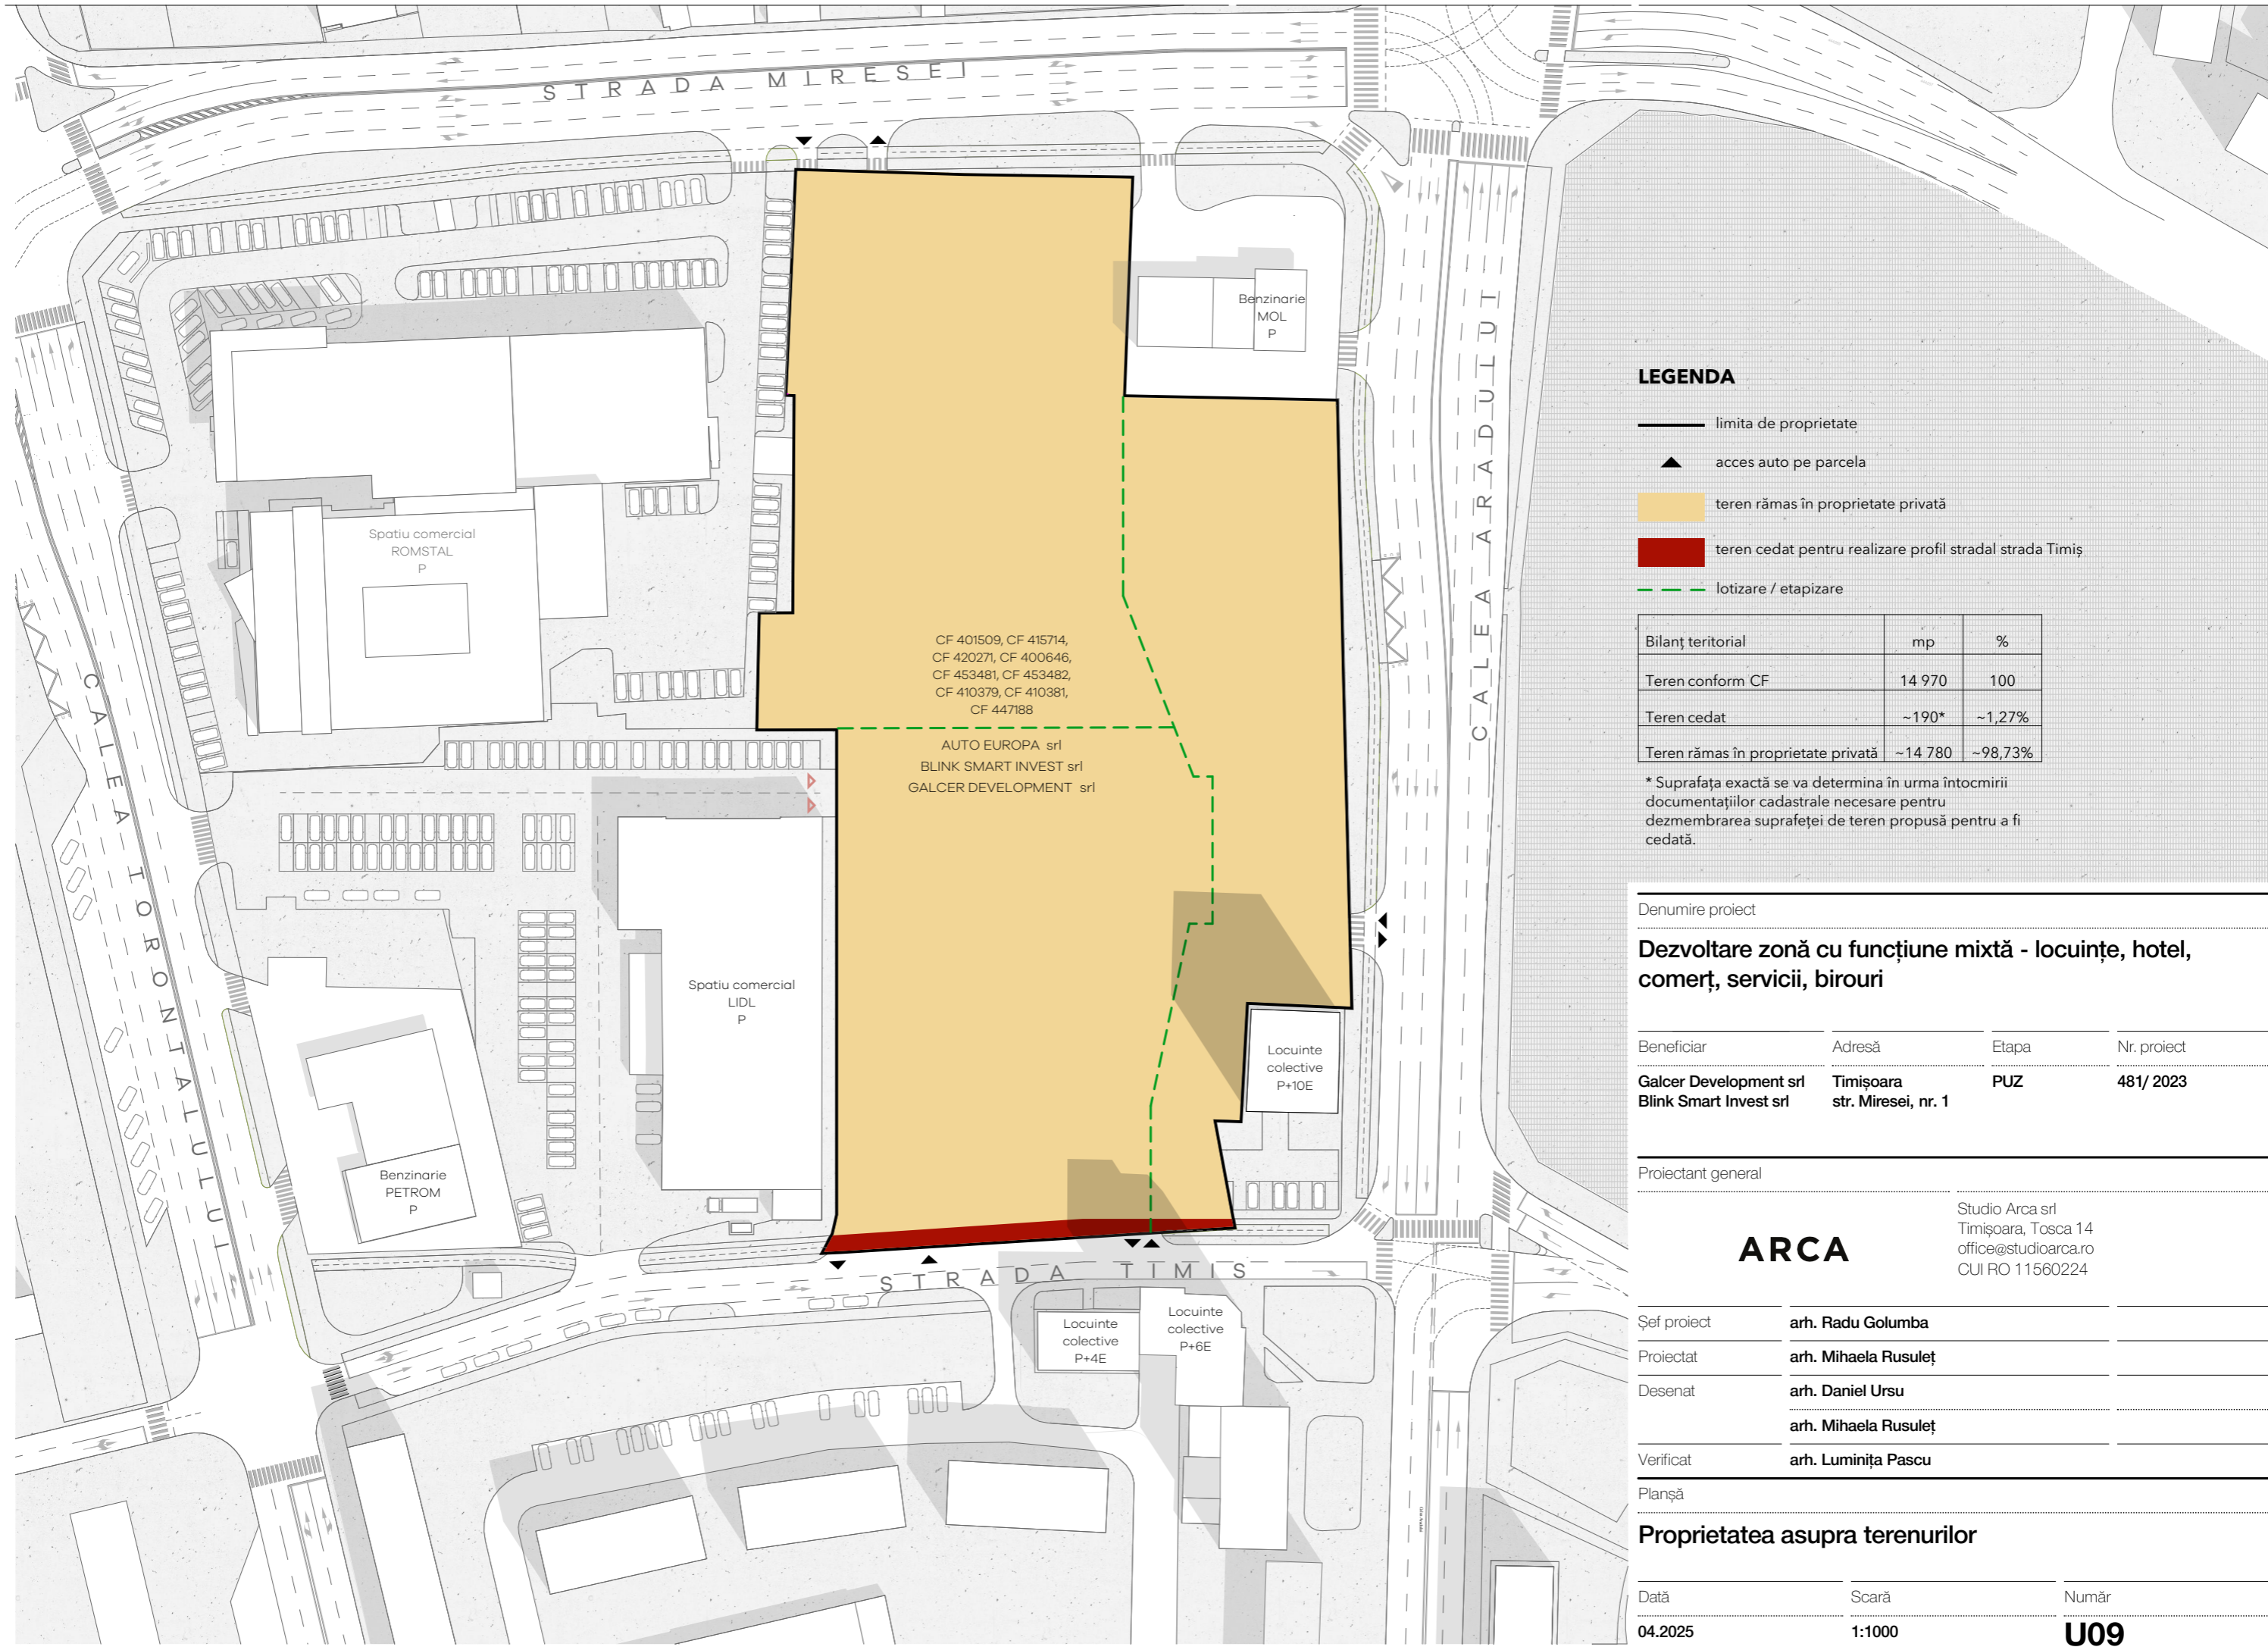 STRADA MIRESEI
Benzinarie
MOL
P
CALEA ARADULUI
Spatiu comercial
ROMSTAL
P
CALEA TORONTALULUI
CF 401509, CF 415714,
CF 420271, CF 400646,
CF 453481, CF 453482,
CF 410379, CF 410381,
CF 447188
AUTO EUROPA srl
BLINK SMART INVEST srl
GALCER DEVELOPMENT srl
Spatiu comercial
LIDL
P
Locuinte
colective
P+10E
Benzinarie
PETROM
P
STRADA TIMIS
Locuinte
colective
P+4E
Locuinte
colective
P+6E
LEGENDA
limita de proprietate
acces auto pe parcela
teren rămas în proprietate privată
teren cedat pentru realizare profil stradal strada Timiș
lotizare / etapizare
Bilanț teritorial mp %
Teren conform CF 14 970 100
Teren cedat ~190* ~1,27%
Teren rămas în proprietate privată ~14 780 ~98,73%
* Suprafața exactă se va determina în urma întocmirii
documentațiilor cadastrale necesare pentru
dezmembrarea suprafeței de teren propusă pentru a fi
cedată.
Denumire proiect
Dezvoltare zonă cu funcțiune mixtă - locuințe, hotel,
comerț, servicii, birouri
Beneficiar Adresă Etapa Nr. proiect
Galcer Development srl Timișoara PUZ 481/ 2023
Blink Smart Invest srl str. Miresei, nr. 1
Proiectant general
ARCA
Studio Arca srl
Timișoara, Tosca 14
office@studioarca.ro
CUI RO 11560224
Șef proiect arh. Radu Golumba
Proiectat arh. Mihaela Rusuleț
Desenat arh. Daniel Ursu
arh. Mihaela Rusuleț
Verificat arh. Luminița Pascu
Planșă
Proprietatea asupra terenurilor
Dată Scară Număr
04.2025 1:1000 U09